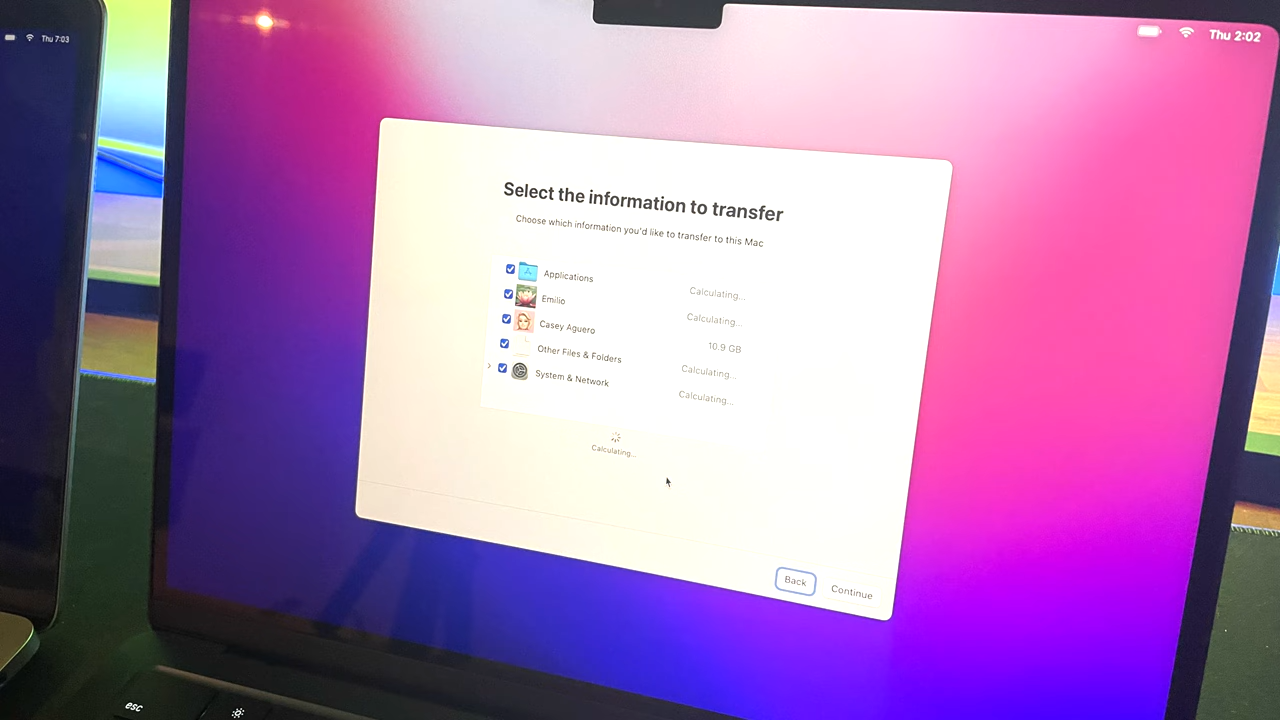 Thu 7:03
Thu 2:02
Select the information to transfer
Choose which information you'd like to transfer to this Mac
Applications Calculating...
Emilio Calculating...
Casey Aguero 10.9 GB
Other Files & Folders Calculating...
System & Network Calculating...
Calculating...
Back Continue
esc